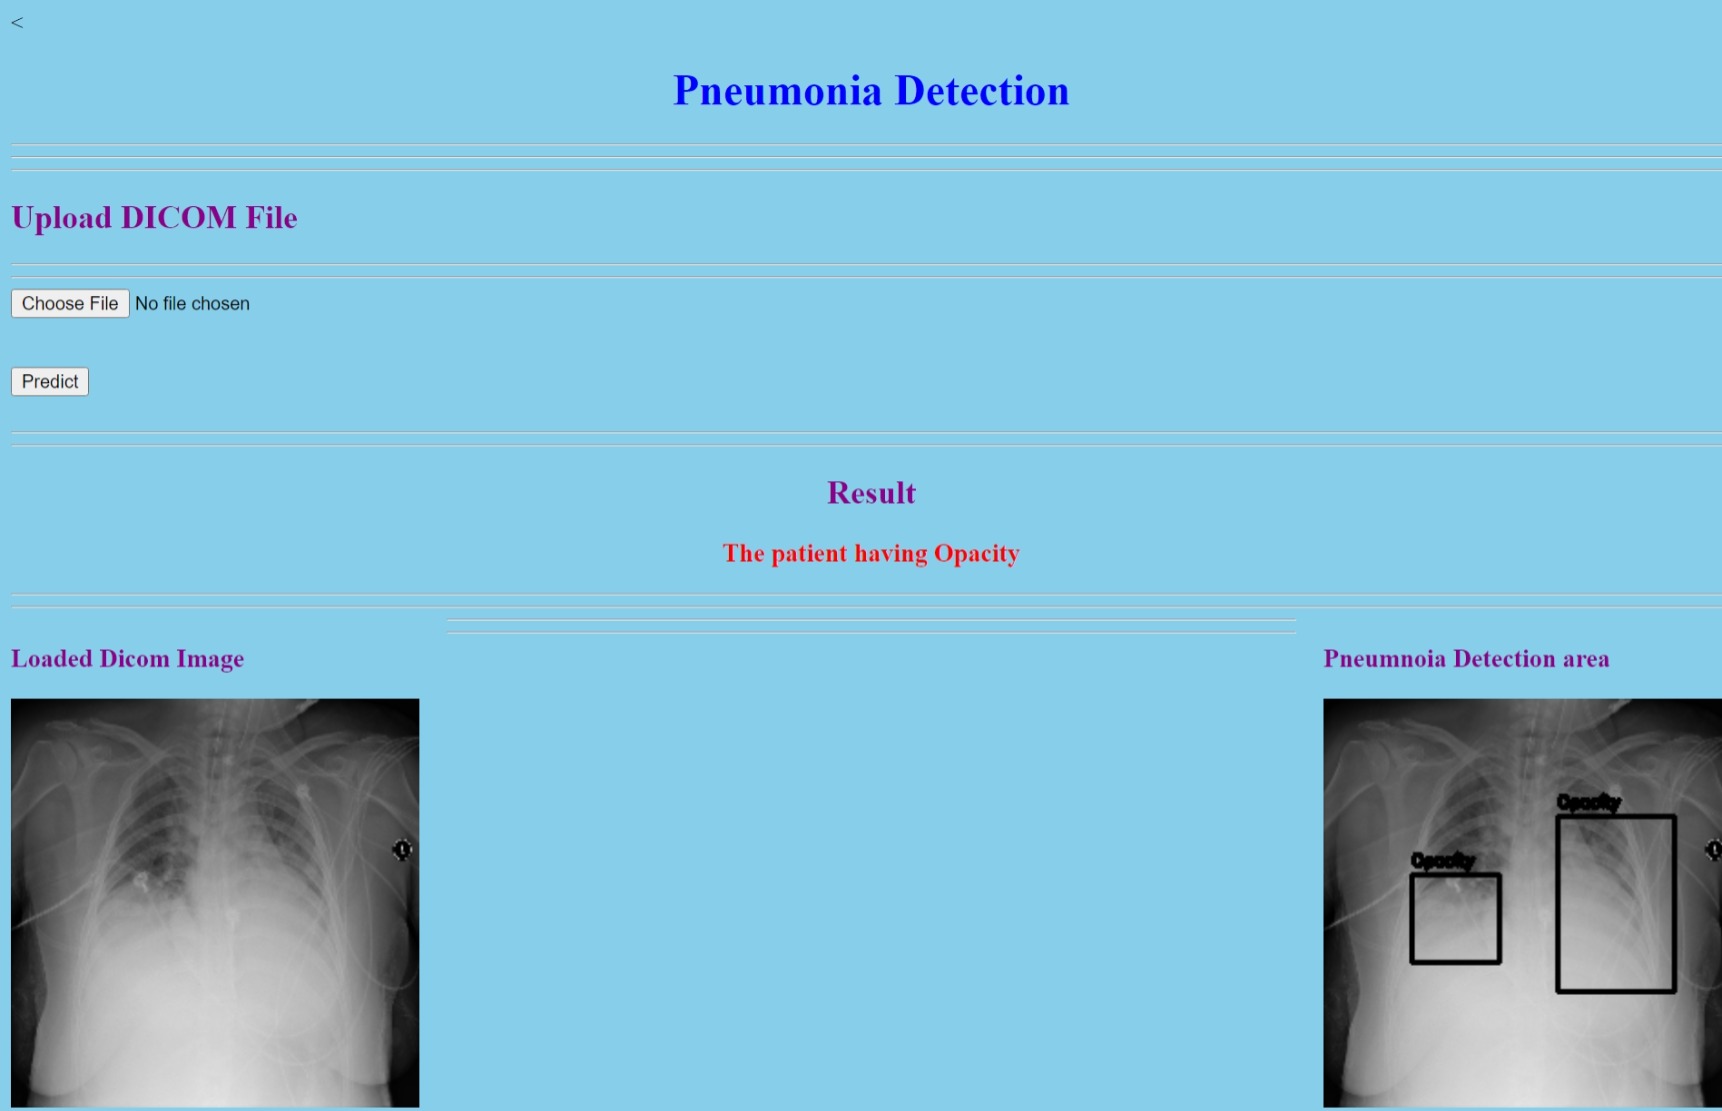 <
Pneumonia Detection
Upload DICOM File
Choose File No file chosen
Predict
Result
The patient having Opacity
Loaded Dicom Image
Pneumnoia Detection area
Opacity
Opacity